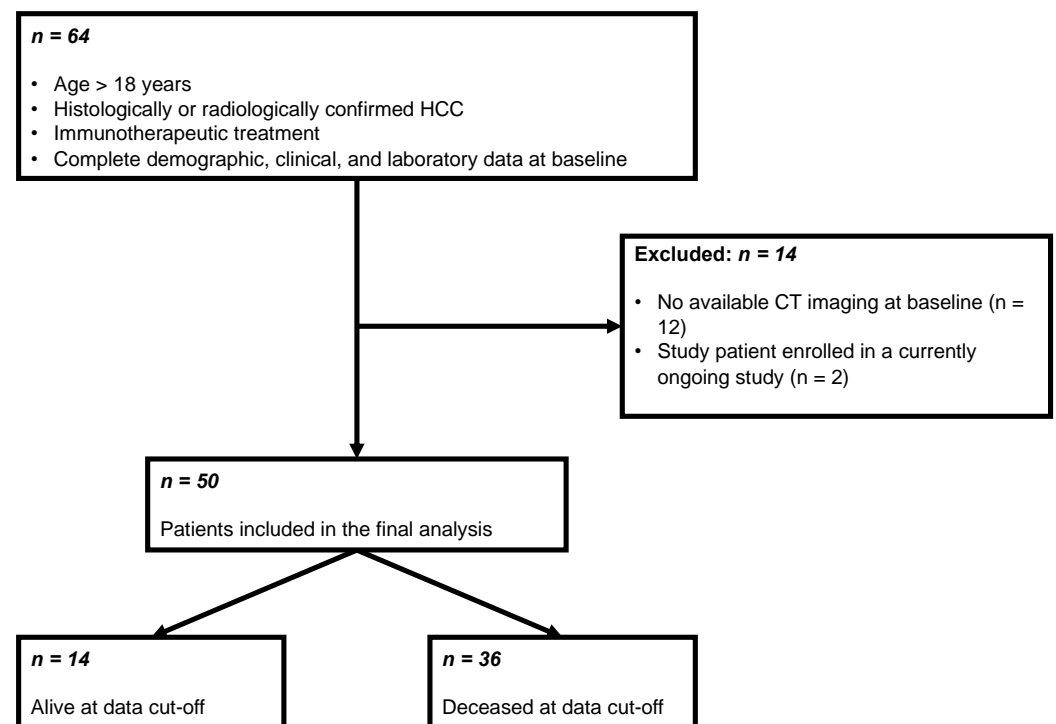 n = 64
• Age > 18 years
• Histologically or radiologically confirmed HCC
• Immunotherapeutic treatment
• Complete demographic, clinical, and laboratory data at baseline
Excluded: n = 14
• No available CT imaging at baseline (n =
12)
• Study patient enrolled in a currently
ongoing study (n = 2)
n = 50
Patients included in the final analysis
n = 14
Alive at data cut-off
n = 36
Deceased at data cut-off